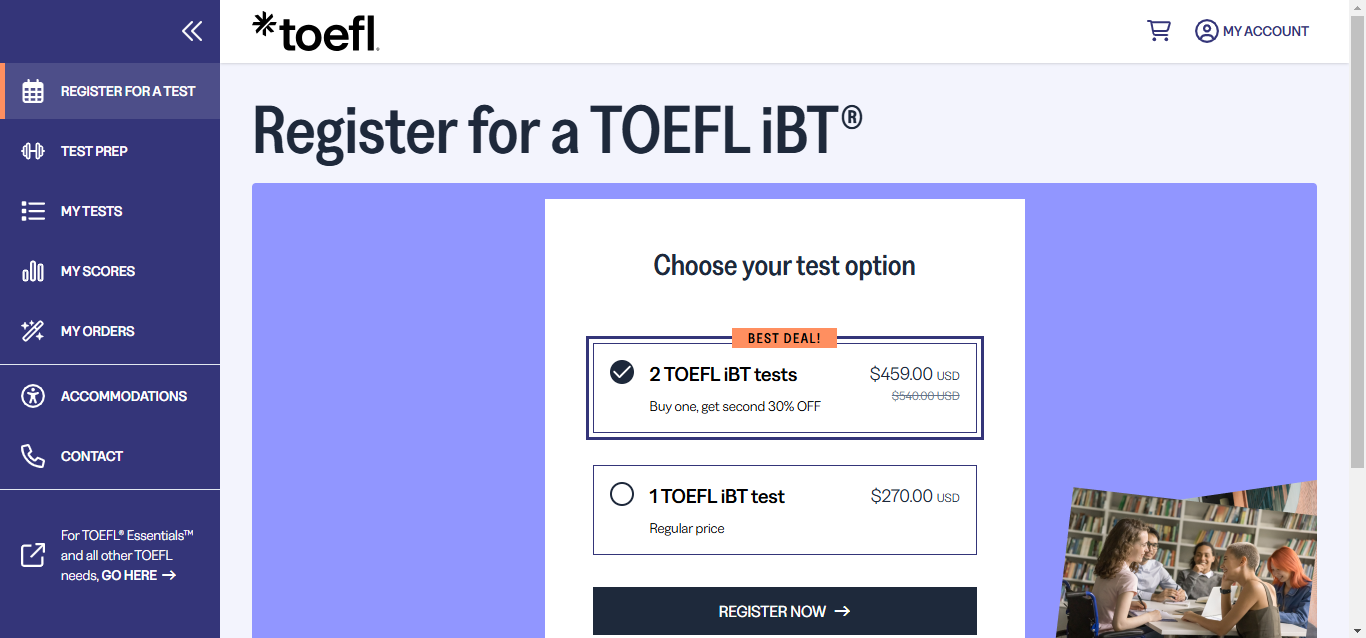 *toefl®
MY ACCOUNT
REGISTER FOR A TEST
TEST PREP
MY TESTS
MY SCORES
MY ORDERS
ACCOMMODATIONS
CONTACT
For TOEFL® Essentials™
and all other TOEFL
needs, GO HERE →
Register for a TOEFL iBT®
Choose your test option
BEST DEAL!
2 TOEFL iBT tests $459.00 USD
$540.00 USD
Buy one, get second 30% OFF
1 TOEFL iBT test $270.00 USD
Regular price
REGISTER NOW →